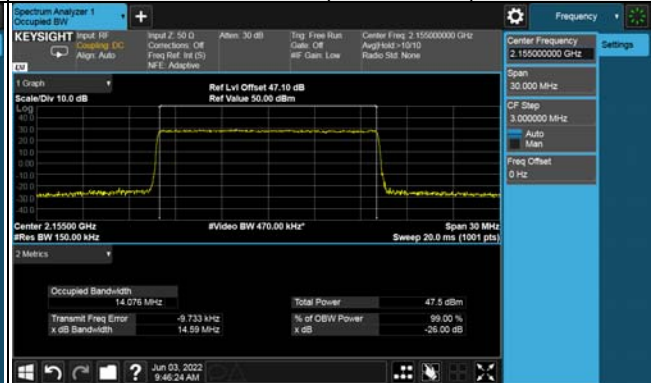 Spectrum Analyzer 1
Occupied BW
Frequency
KEYSIGHT
Input: RF
Coupling: DC
Align: Auto
Input Z: 50 Ω
Corrections: Off
Freq Ref: Int (S)
NFE: Adaptive
Atten: 30 dB
Trig: Free Run
Gate: Off
#IF Gain: Low
Center Freq: 2.155000000 GHz
Avg|Hold:>10/10
Radio Std: None
Center Frequency
2.155000000 GHz
Settings
Span
30.000 MHz
CF Step
3.000000 MHz
Auto
Man
Freq Offset
0 Hz
1 Graph
Scale/Div 10.0 dB
Ref Lvl Offset 47.10 dB
Ref Value 50.00 dBm
Log
40.0
30.0
20.0
10.0
0.00
-10.0
-20.0
-30.0
-40.0
Center 2.15500 GHz
#Res BW 150.00 kHz
#Video BW 470.00 kHz*
Span 30 MHz
Sweep 20.0 ms (1001 pts)
2 Metrics
Occupied Bandwidth
14.076 MHz
Total Power
47.5 dBm
Transmit Freq Error
-9.733 kHz
% of OBW Power
99.00 %
x dB Bandwidth
14.59 MHz
x dB
-26.00 dB
?
Jun 03, 2022
9:46:24 AM